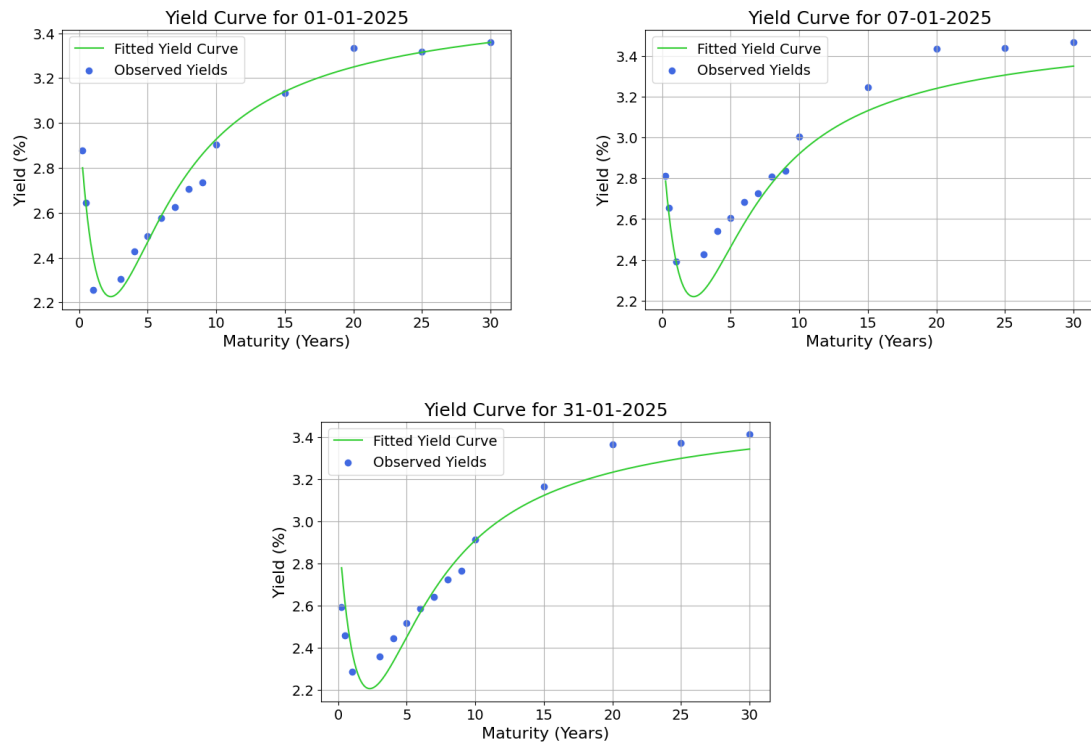 Yield Curve for 01-01-2025
3.4
3.2
3.0
2.8
2.6
2.4
2.2
Yield (%)
Fitted Yield Curve
Observed Yields
0 5 10 15 20 25 30
Maturity (Years)
Yield Curve for 07-01-2025
3.4
3.2
3.0
2.8
2.6
2.4
2.2
Yield (%)
Fitted Yield Curve
Observed Yields
0 5 10 15 20 25 30
Maturity (Years)
Yield Curve for 31-01-2025
3.4
3.2
3.0
2.8
2.6
2.4
2.2
Yield (%)
Fitted Yield Curve
Observed Yields
0 5 10 15 20 25 30
Maturity (Years)